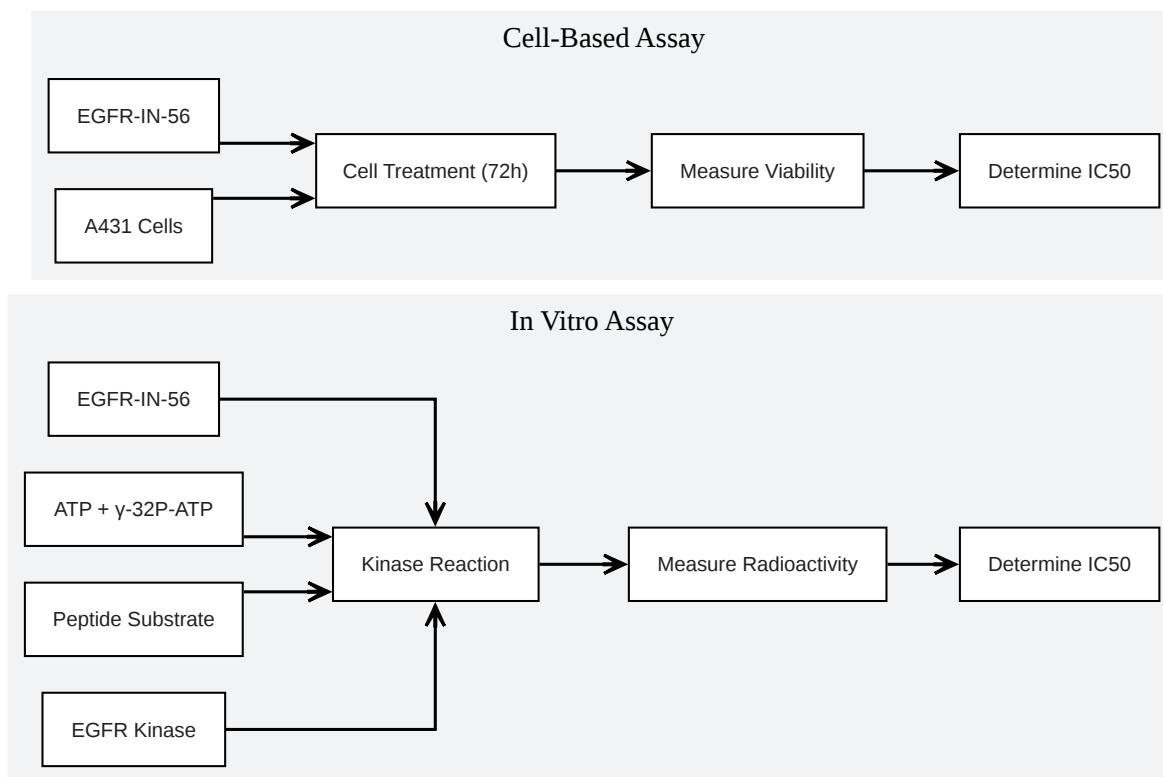 Cell-Based Assay
EGFR-IN-56
A431 Cells
Cell Treatment (72h)
Measure Viability
Determine IC50
In Vitro Assay
EGFR-IN-56
ATP + γ-32P-ATP
Peptide Substrate
EGFR Kinase
Kinase Reaction
Measure Radioactivity
Determine IC50